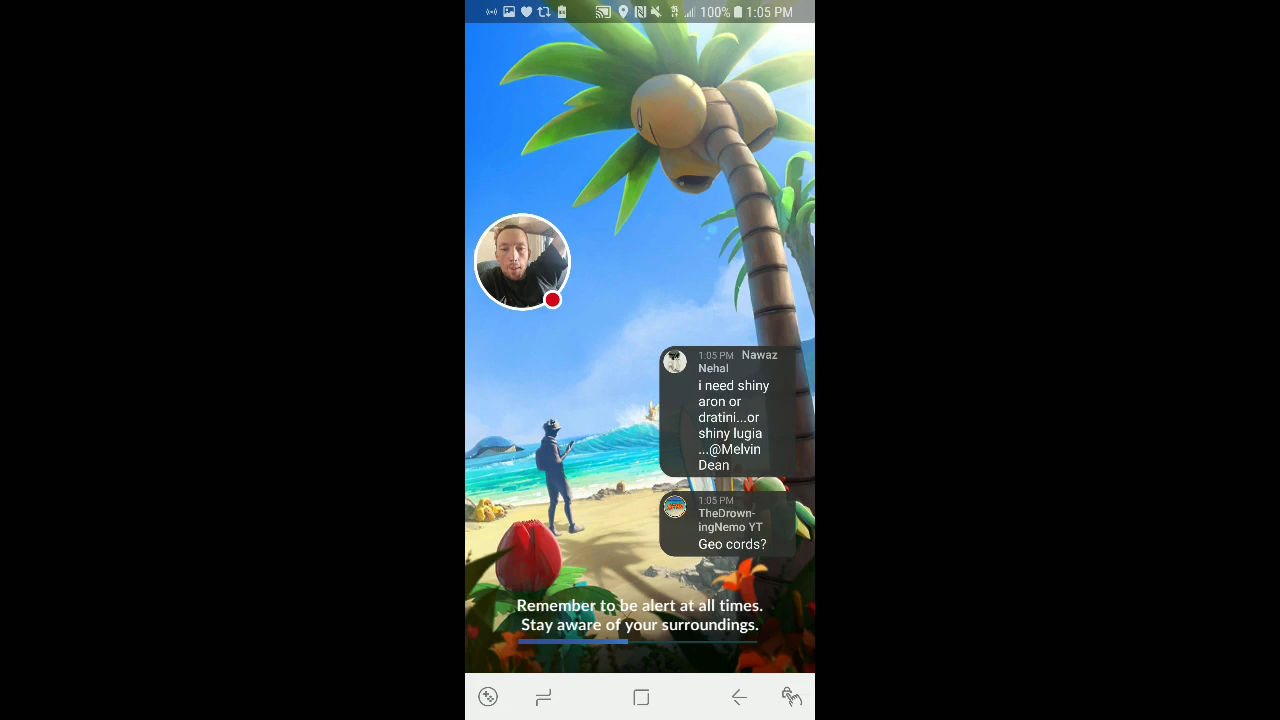 100% 1:05 PM
1:05 PM Nawaz
Nehal
i need shiny
aron or
dratini...or
shiny lugia
...@Melvin
Dean
1:05 PM
TheDrown-
ingNemo YT
Geo cords?
Remember to be alert at all times.
Stay aware of your surroundings.